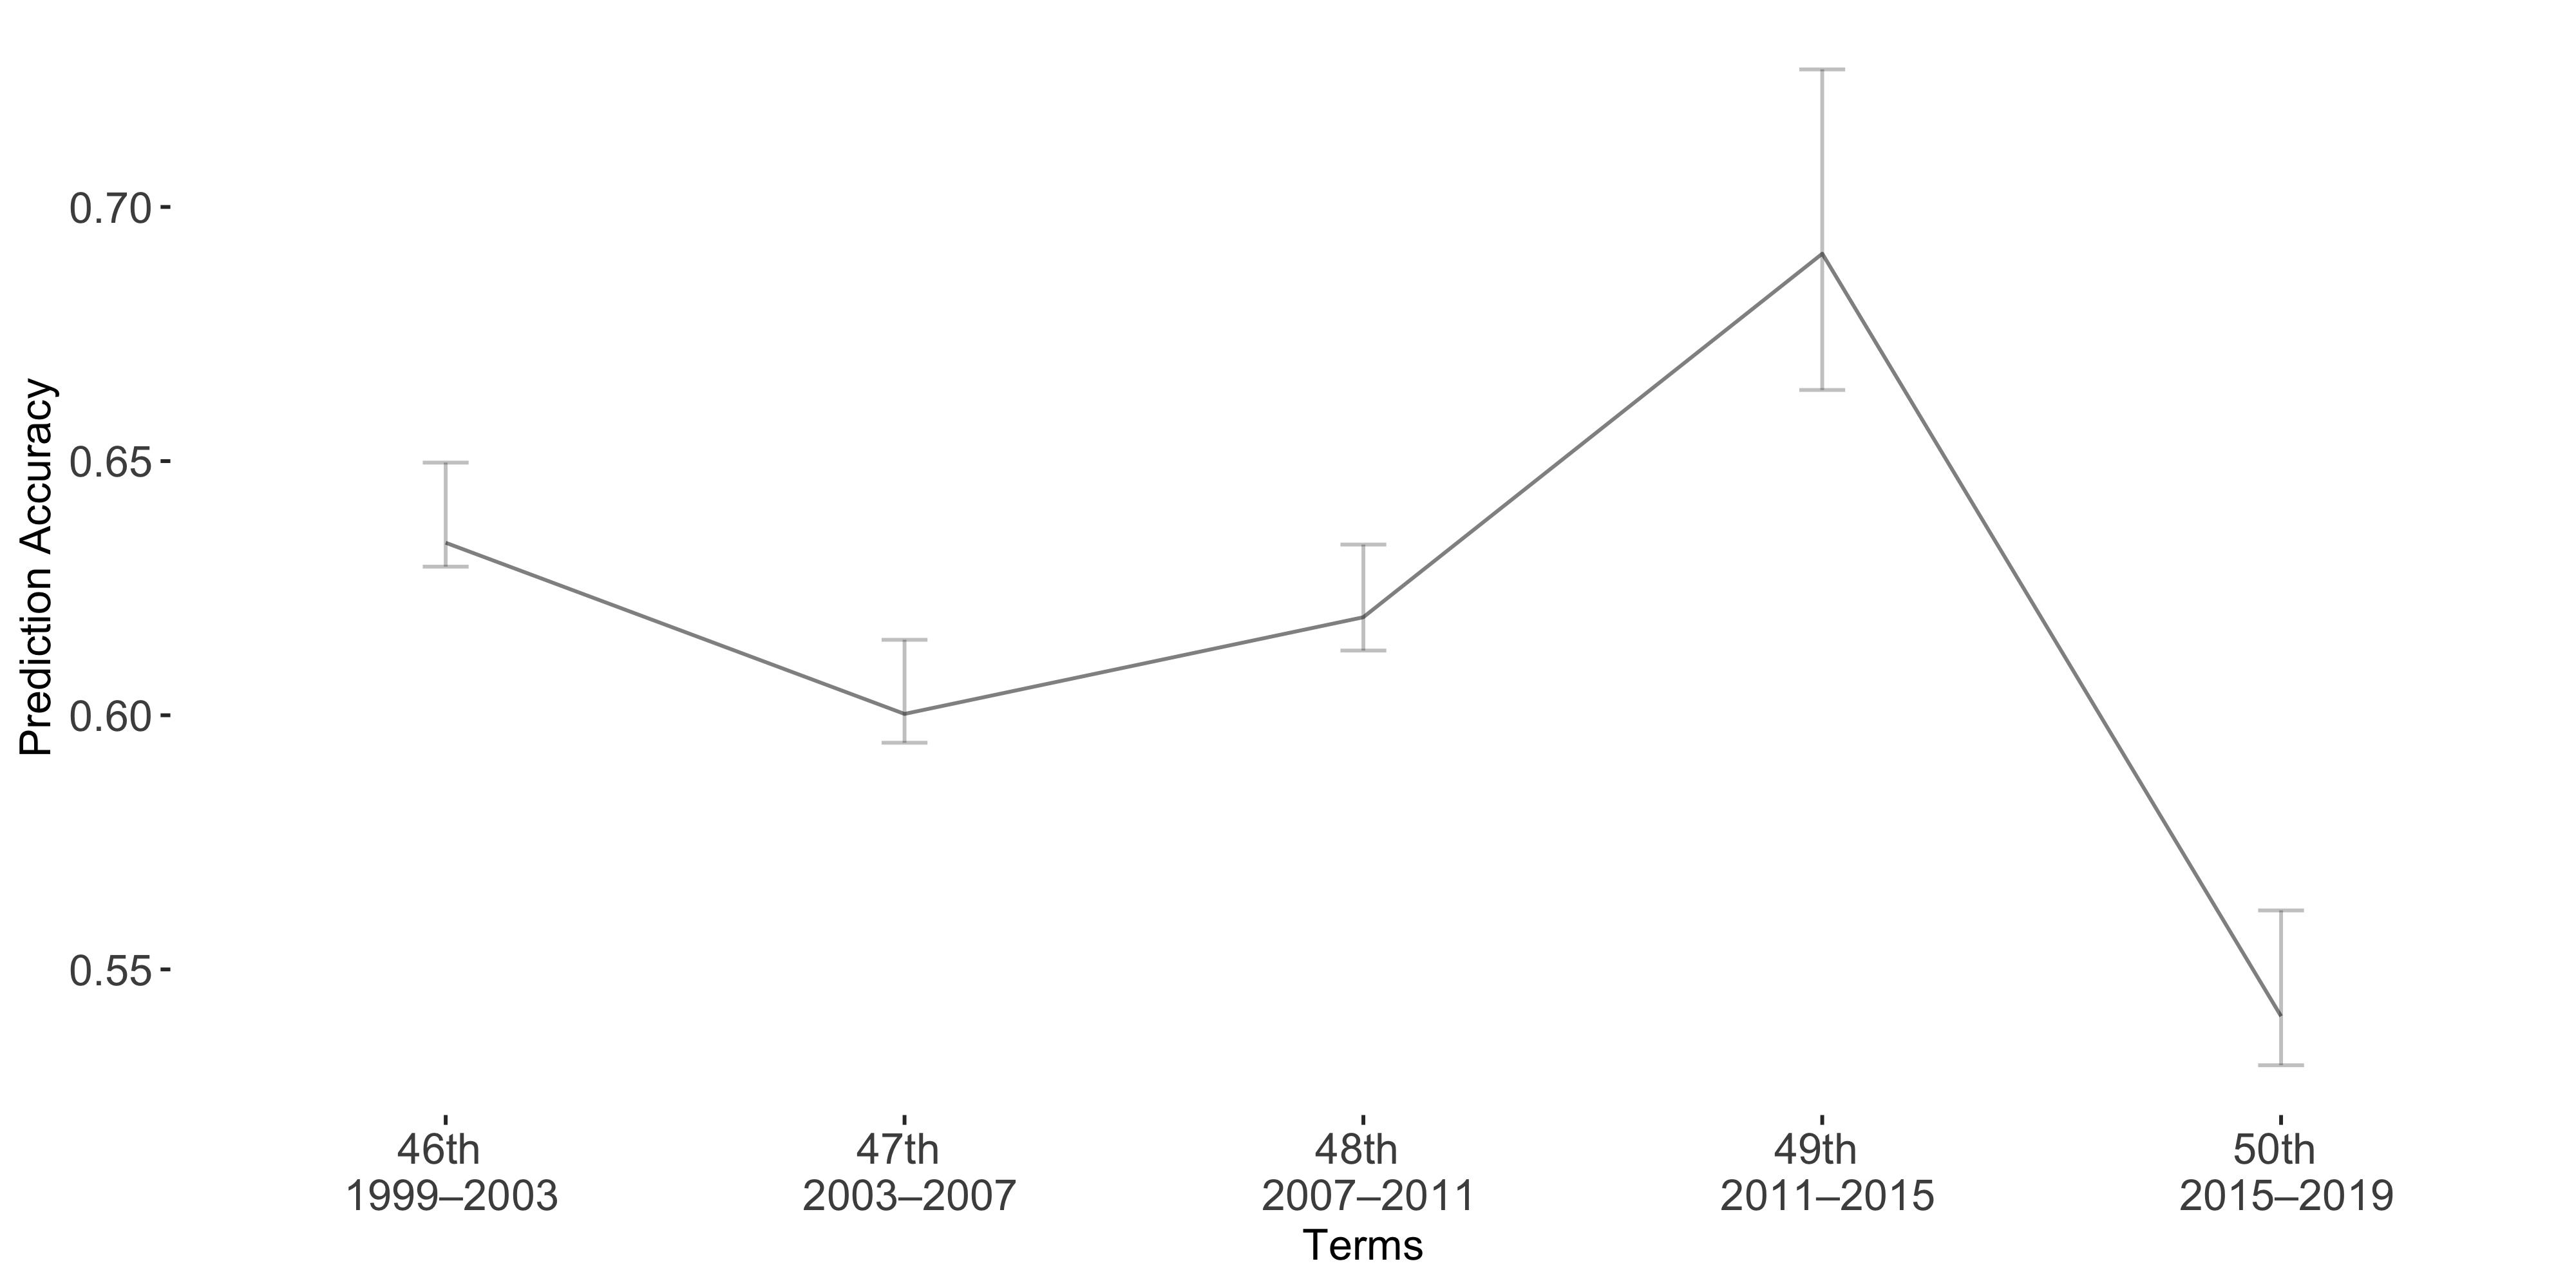 Prediction Accuracy
0.70
0.65
0.60
0.55
46th
1999–2003
47th
2003–2007
48th
2007–2011
49th
2011–2015
50th
2015–2019
Terms